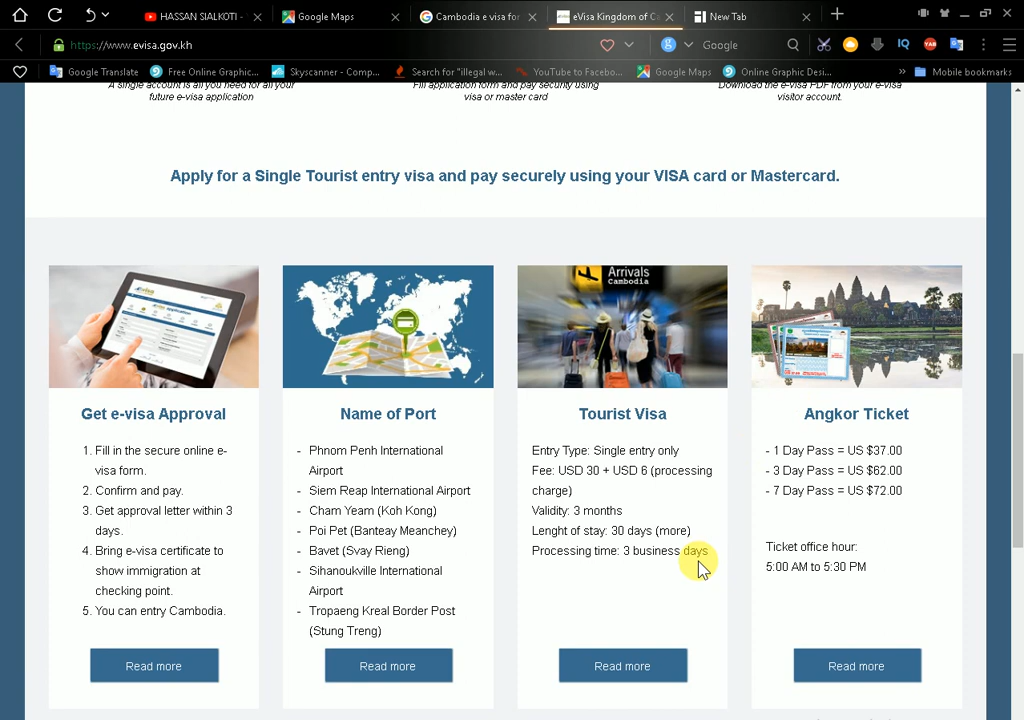 HASSAN SIALKOTI -
Google Maps
Cambodia e visa for
eVisa Kingdom of Ca
New Tab
https://www.evisa.gov.kh
Google
IQ
YAB
Google Translate
Free Online Graphic...
Skyscanner - Comp...
Search for "illegal w...
YouTube to Facebo...
Google Maps
Online Graphic Desi...
»
Mobile bookmarks
A single account is all you need for all your
future e-visa application
Fill application form and pay security using
visa or master card
Download the e-visa PDF from your e-visa
visitor account.
Apply for a Single Tourist entry visa and pay securely using your VISA card or Mastercard.
Arrivals
Cambodia
Get e-visa Approval
1. Fill in the secure online e-
visa form.
2. Confirm and pay.
3. Get approval letter within 3
days.
4. Bring e-visa certificate to
show immigration at
checking point.
5. You can entry Cambodia.
Read more
Name of Port
- Phnom Penh International
Airport
- Siem Reap International Airport
- Cham Yeam (Koh Kong)
- Poi Pet (Banteay Meanchey)
- Bavet (Svay Rieng)
- Sihanoukville International
Airport
- Tropaeng Kreal Border Post
(Stung Treng)
Read more
Tourist Visa
Entry Type: Single entry only
Fee: USD 30 + USD 6 (processing
charge)
Validity: 3 months
Lenght of stay: 30 days (more)
Processing time: 3 business days
Read more
Angkor Ticket
- 1 Day Pass = US $37.00
- 3 Day Pass = US $62.00
- 7 Day Pass = US $72.00
Ticket office hour:
5:00 AM to 5:30 PM
Read more